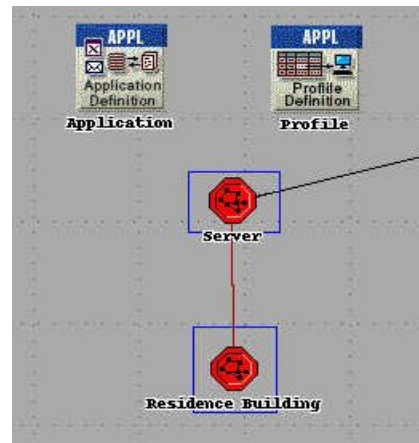 APPL
Application
Definition
Application
APPL
Profile
Definition
Profile
Server
Residence Building